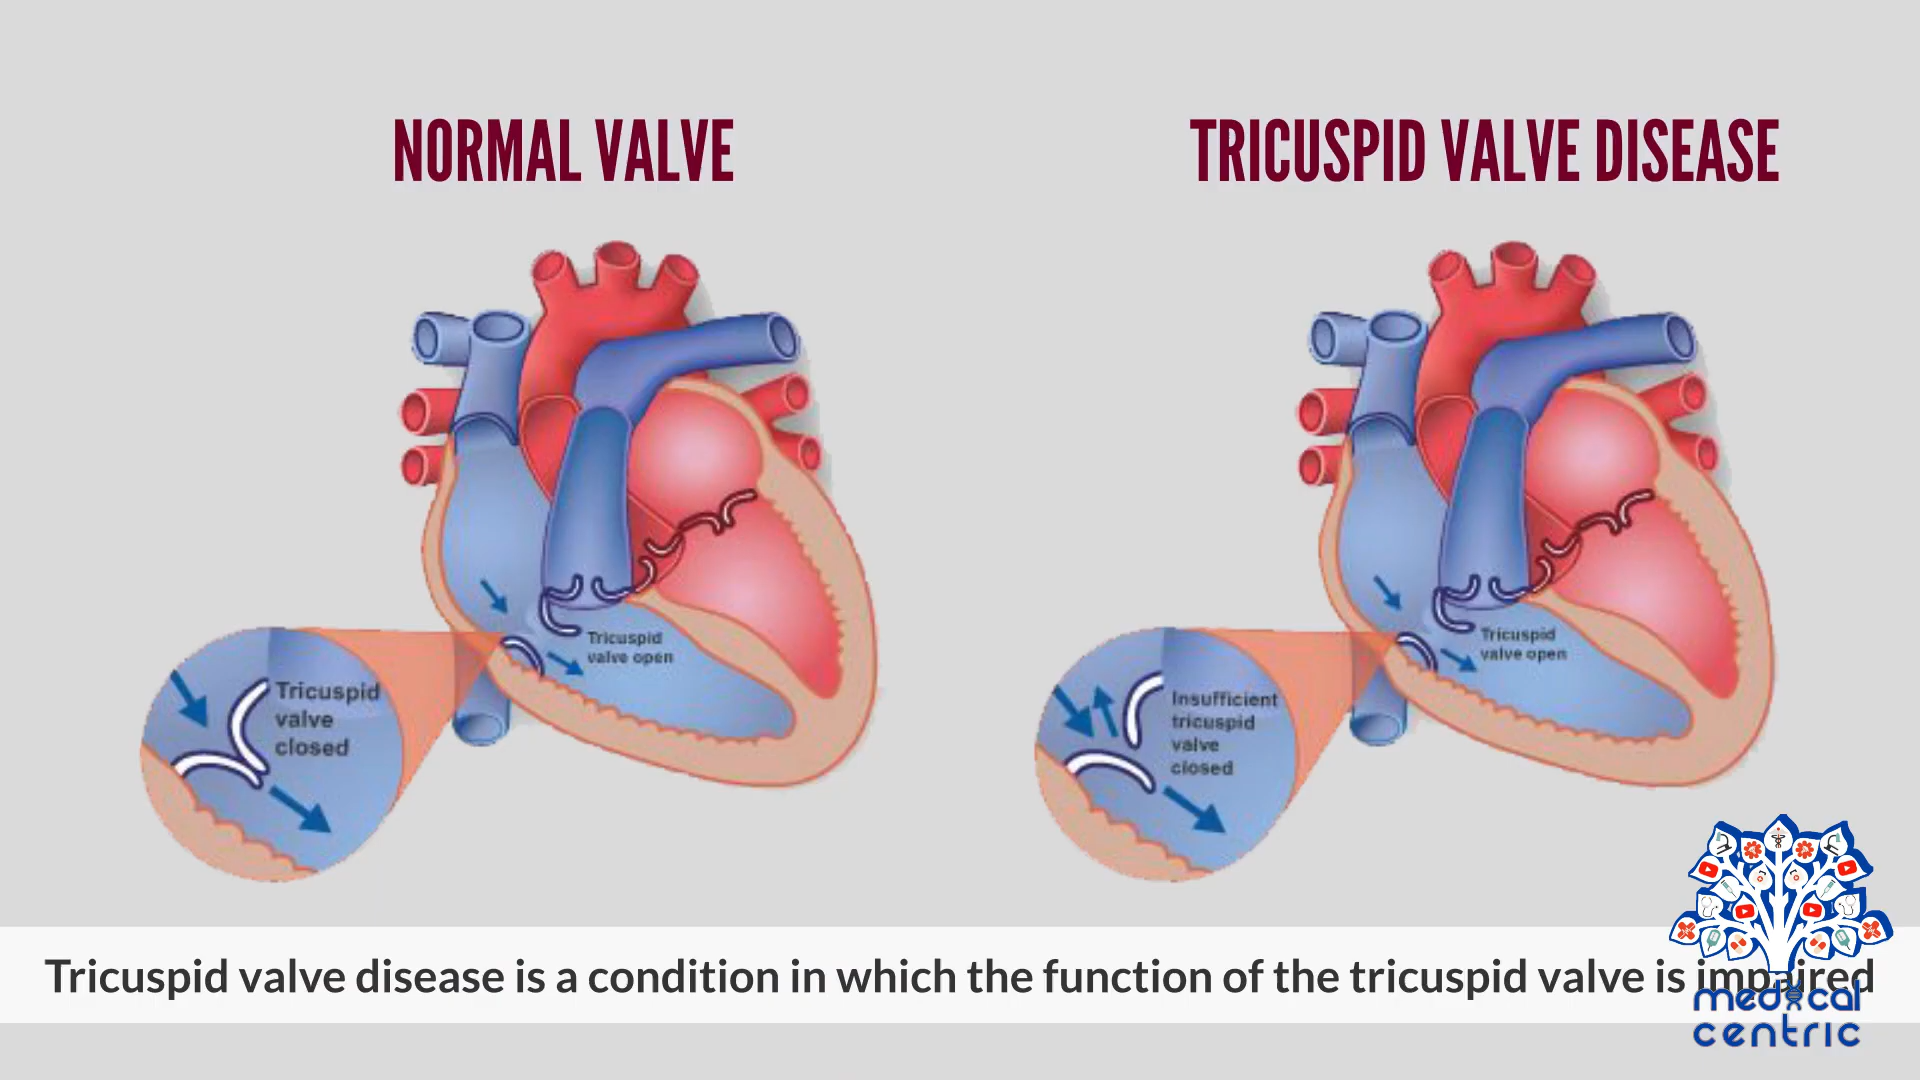 NORMAL VALVE
TRICUSPID VALVE DISEASE
Tricuspid
valve open
Tricuspid
valve
closed
Tricuspid
valve open
Insufficient
tricuspid
valve
closed
Tricuspid valve disease is a condition in which the function of the tricuspid valve is impaired
medical
centric